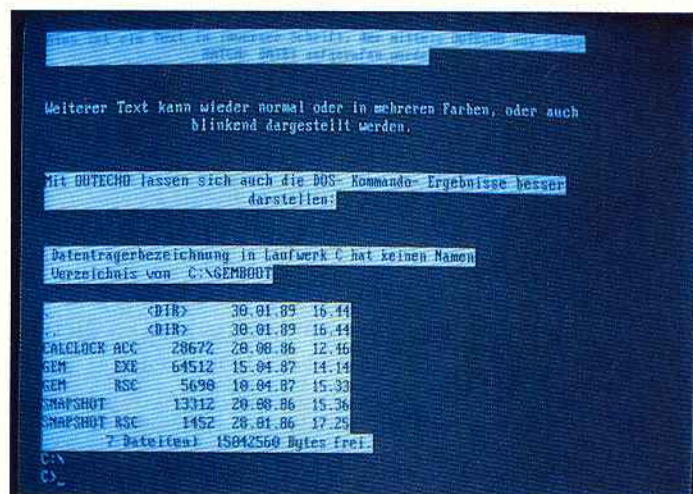 Weiterer Text kann wieder normal oder in mehreren Farben, oder auch
blinkend dargestellt werden.
Mit OUTECHO lassen sich auch die DOS- Kommando- Ergebnisse besser
darstellen:
Datentragerbezeichnung in Laufwerk C hat keinen Namen
Verzeichnis von C:\GEMBOOT
. <DIR> 30.01.89 16.44
.. <DIR> 30.01.89 16.44
CALCLOCK ACC 28672 20.08.86 12.46
GEM EXE 64512 15.04.87 14.14
GEM RSC 5690 10.04.87 15.33
SNAPSHOT 13312 20.08.86 15.36
SNAPSHOT RSC 1452 28.01.86 17.25
7 Datei(en) 15042560 Bytes frei.
C:\
C>_